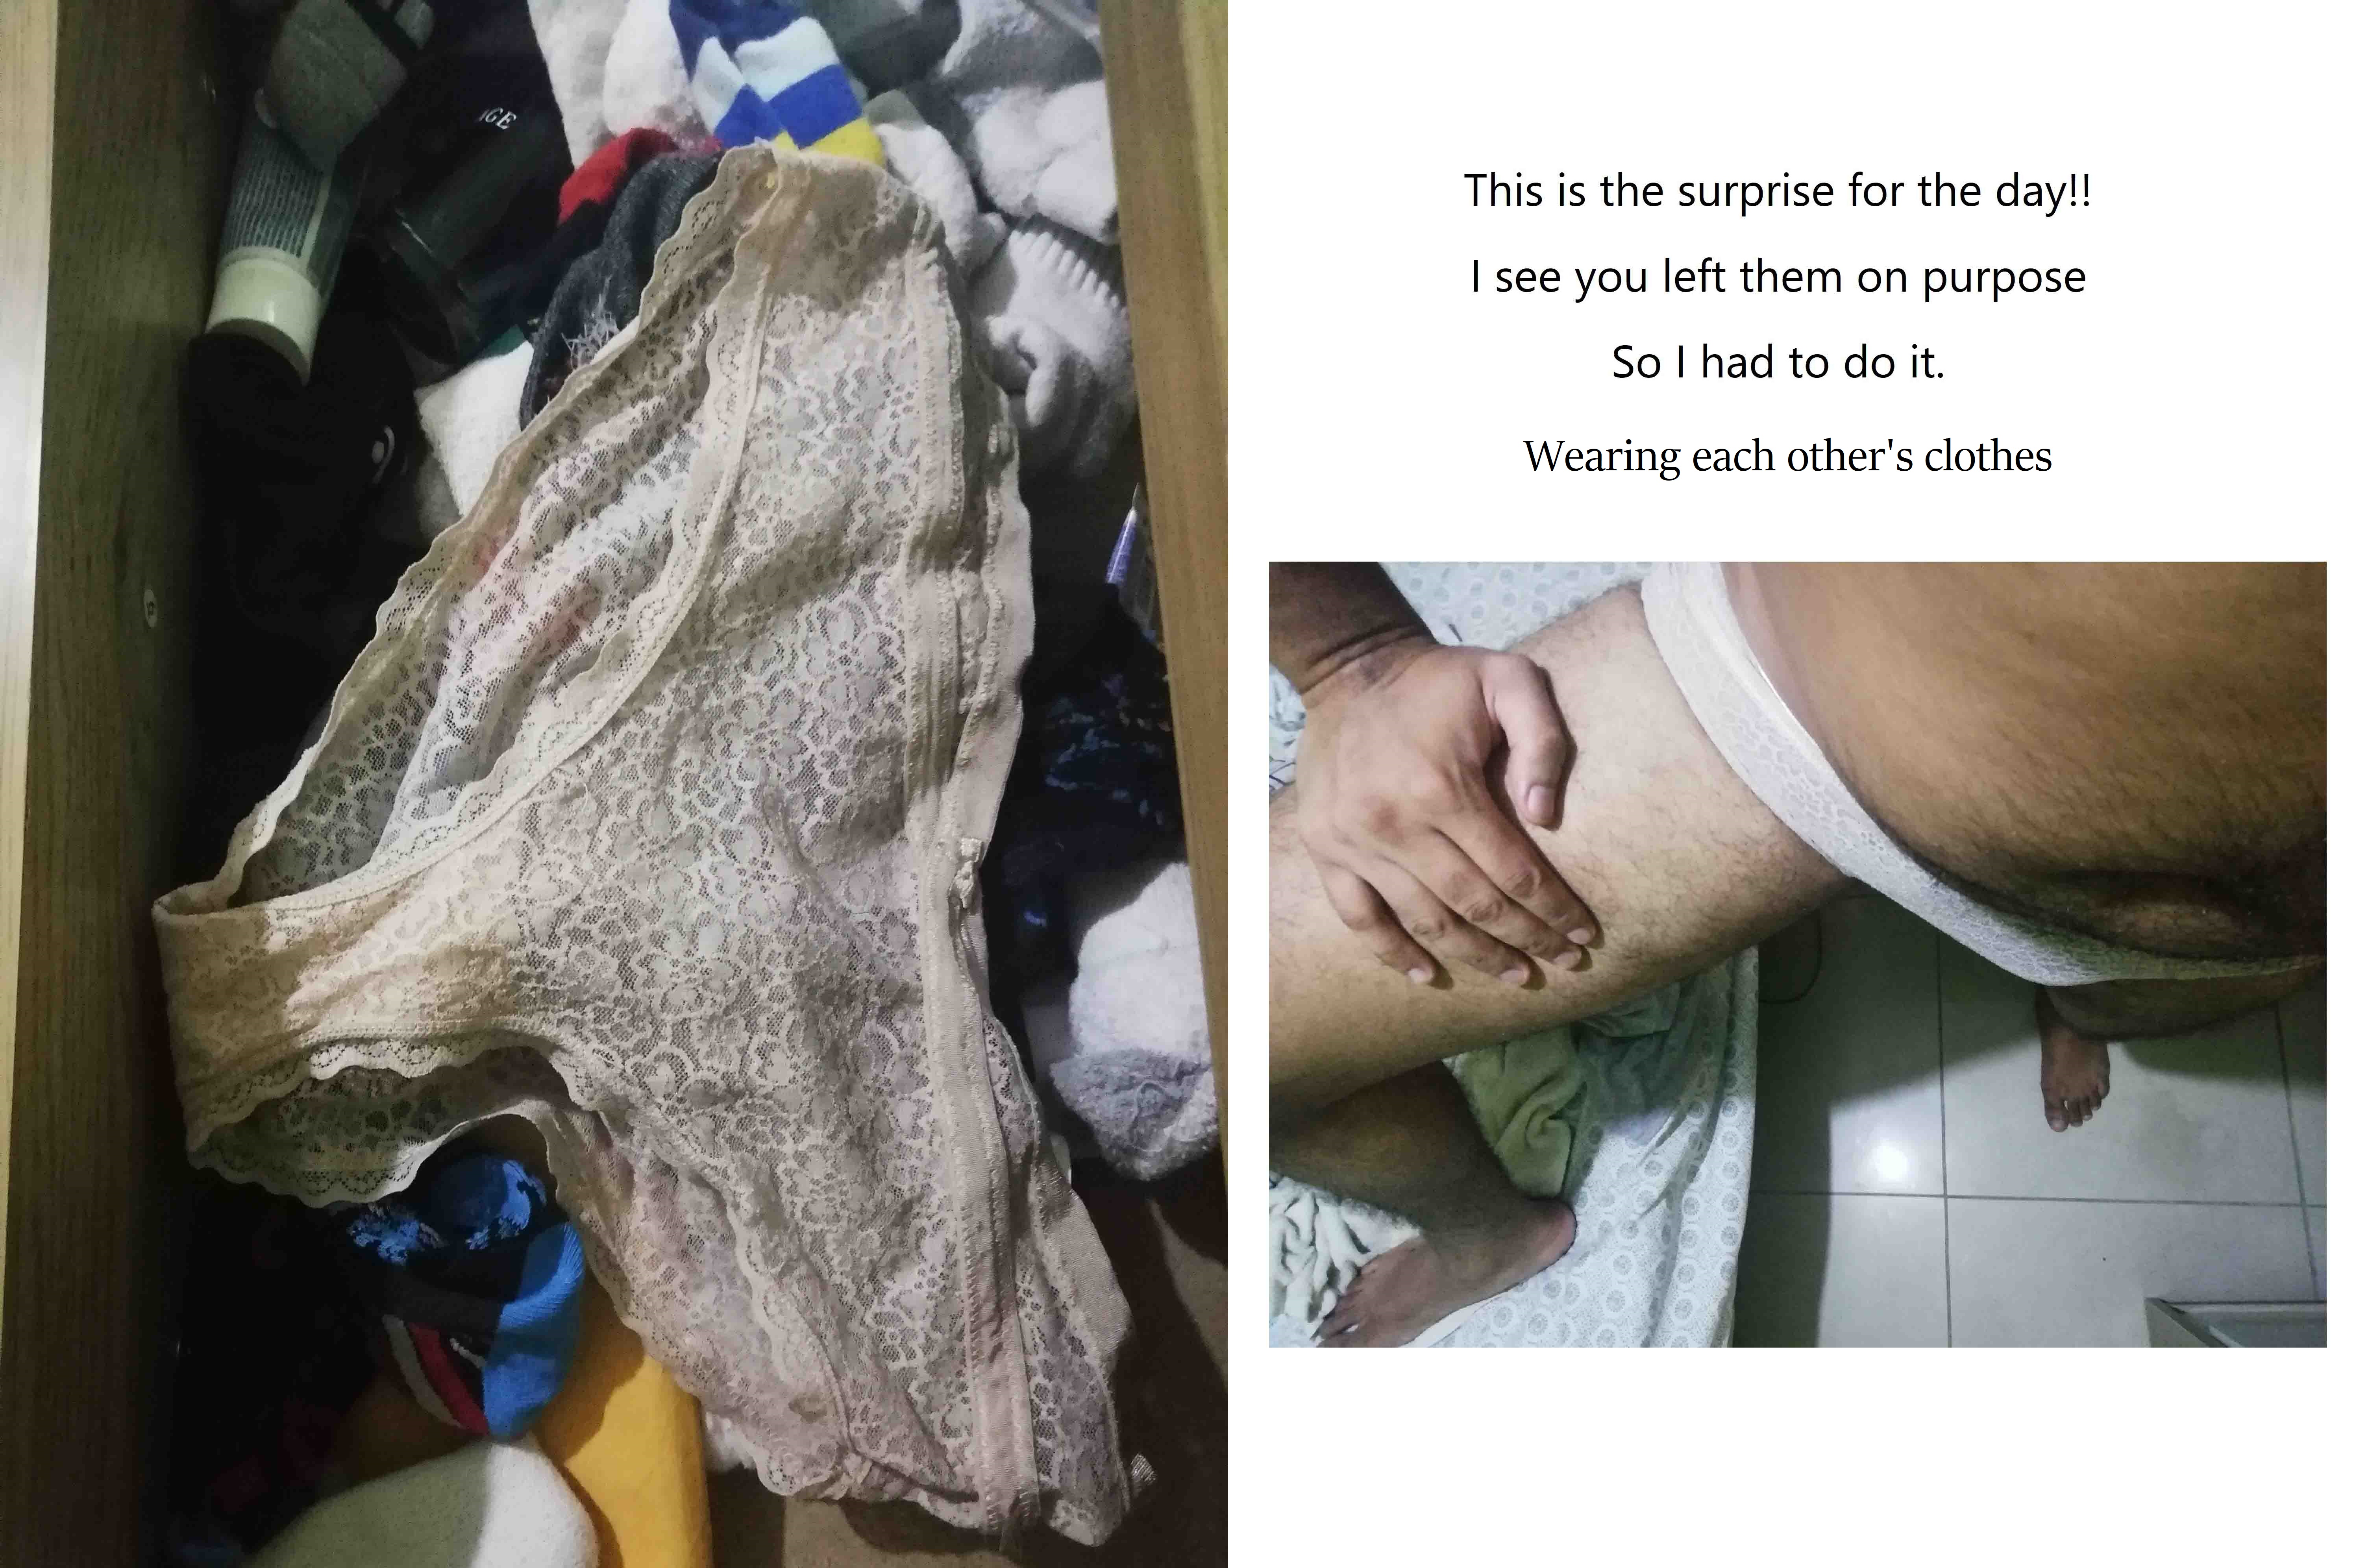 AGE
This is the surprise for the day!!
I see you left them on purpose
So I had to do it.
Wearing each other's clothes